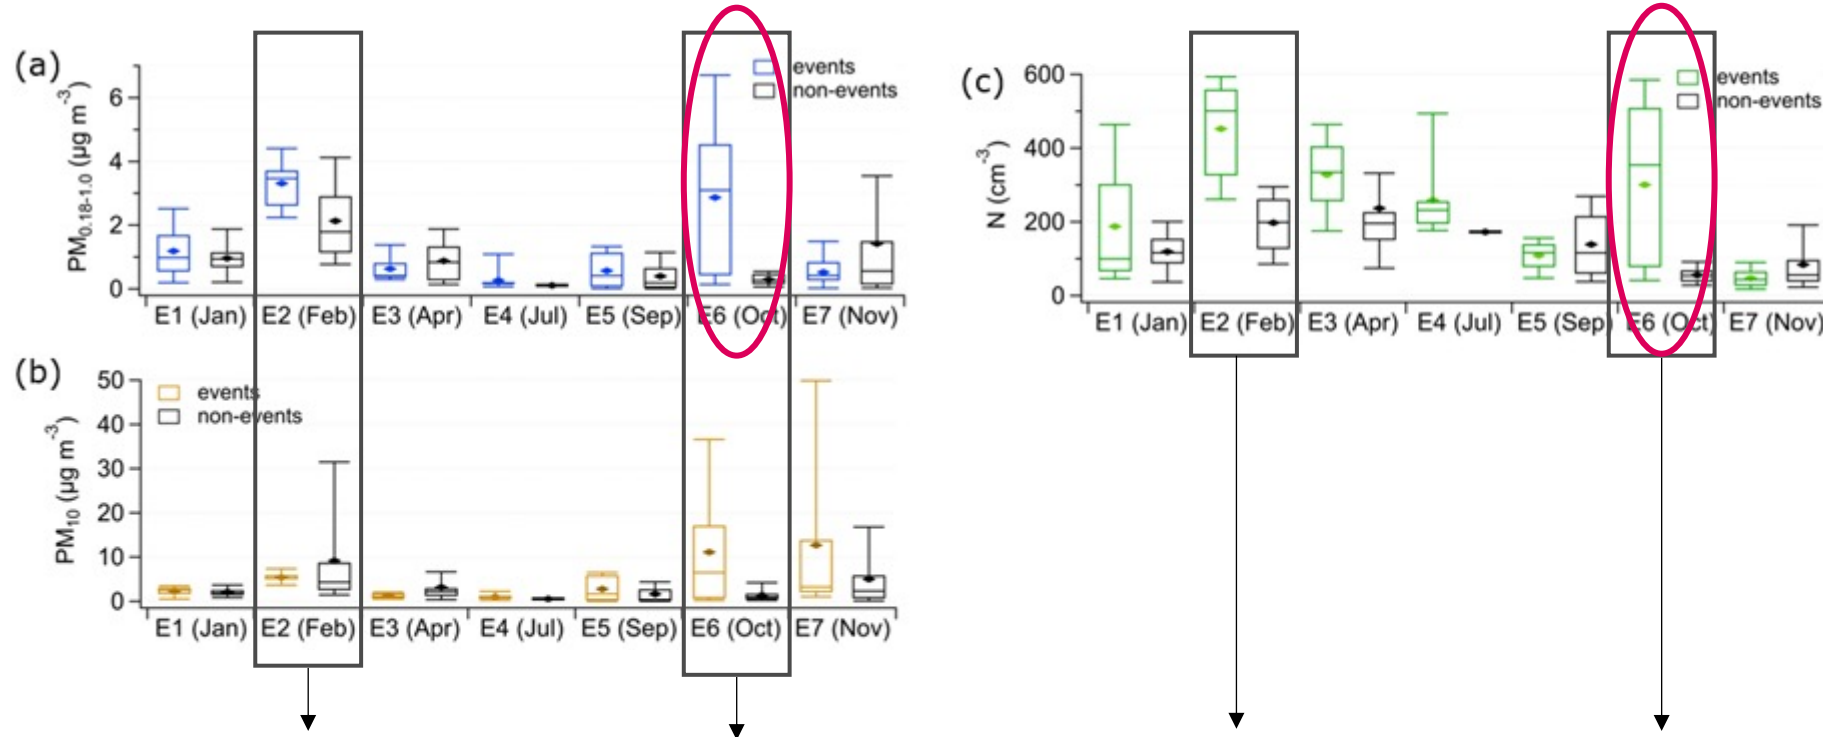 (a)
PM0.18-1.0 (µg m-3)
6
4
2
0
events
non-events
E1 (Jan) E2 (Feb) E3 (Apr) E4 (Jul) E5 (Sep) E6 (Oct) E7 (Nov)
(b)
PM10 (µg m-3)
50
40
30
20
10
0
events
non-events
E1 (Jan) E2 (Feb) E3 (Apr) E4 (Jul) E5 (Sep) E6 (Oct) E7 (Nov)
(c)
N (cm-3)
600
400
200
0
events
non-events
E1 (Jan) E2 (Feb) E3 (Apr) E4 (Jul) E5 (Sep) E6 (Oct) E7 (Nov)